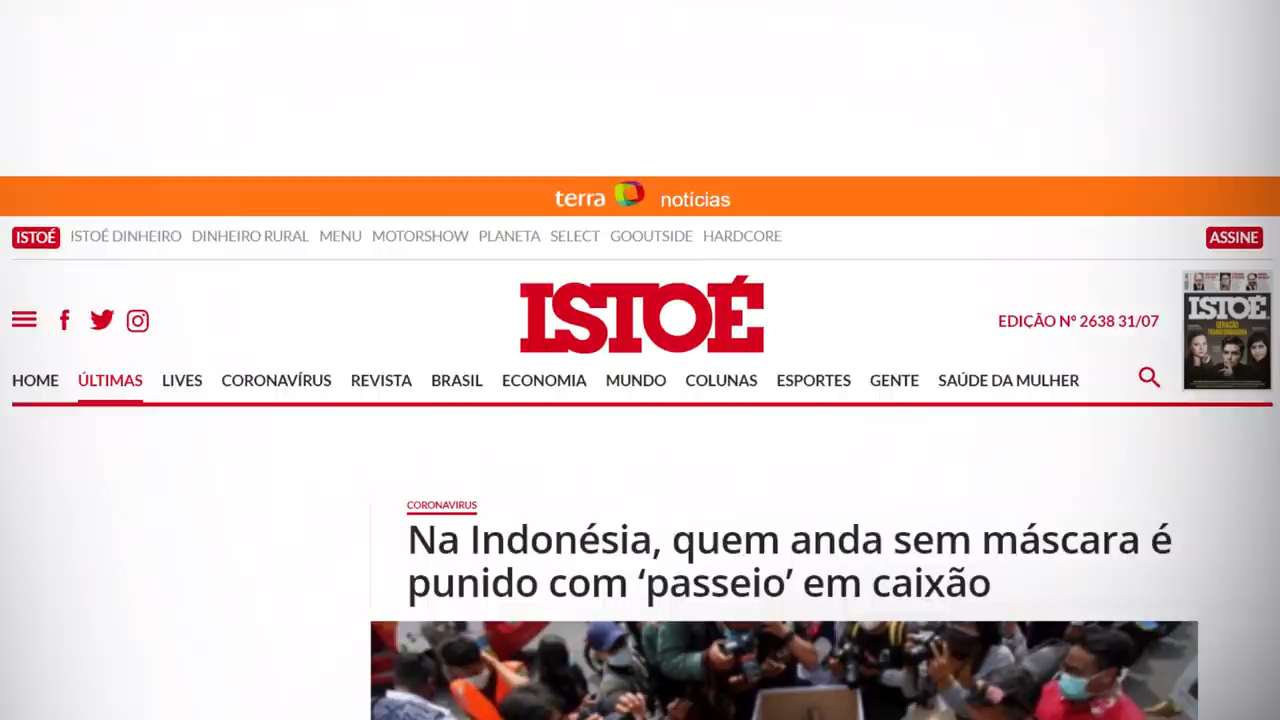 terra notícias
ISTOÉ ISTOÉ DINHEIRO DINHEIRO RURAL MENU MOTORSHOW PLANETA SELECT GOOUTSIDE HARDCORE ASSINE
ISTOÉ
EDIÇÃO Nº 2638 31/07
ISTOÉ
HOME ÚLTIMAS LIVES CORONAVÍRUS REVISTA BRASIL ECONOMIA MUNDO COLUNAS ESPORTES GENTE SAÚDE DA MULHER
CORONAVIRUS
Na Indonésia, quem anda sem máscara é
punido com ‘passeio’ em caixão